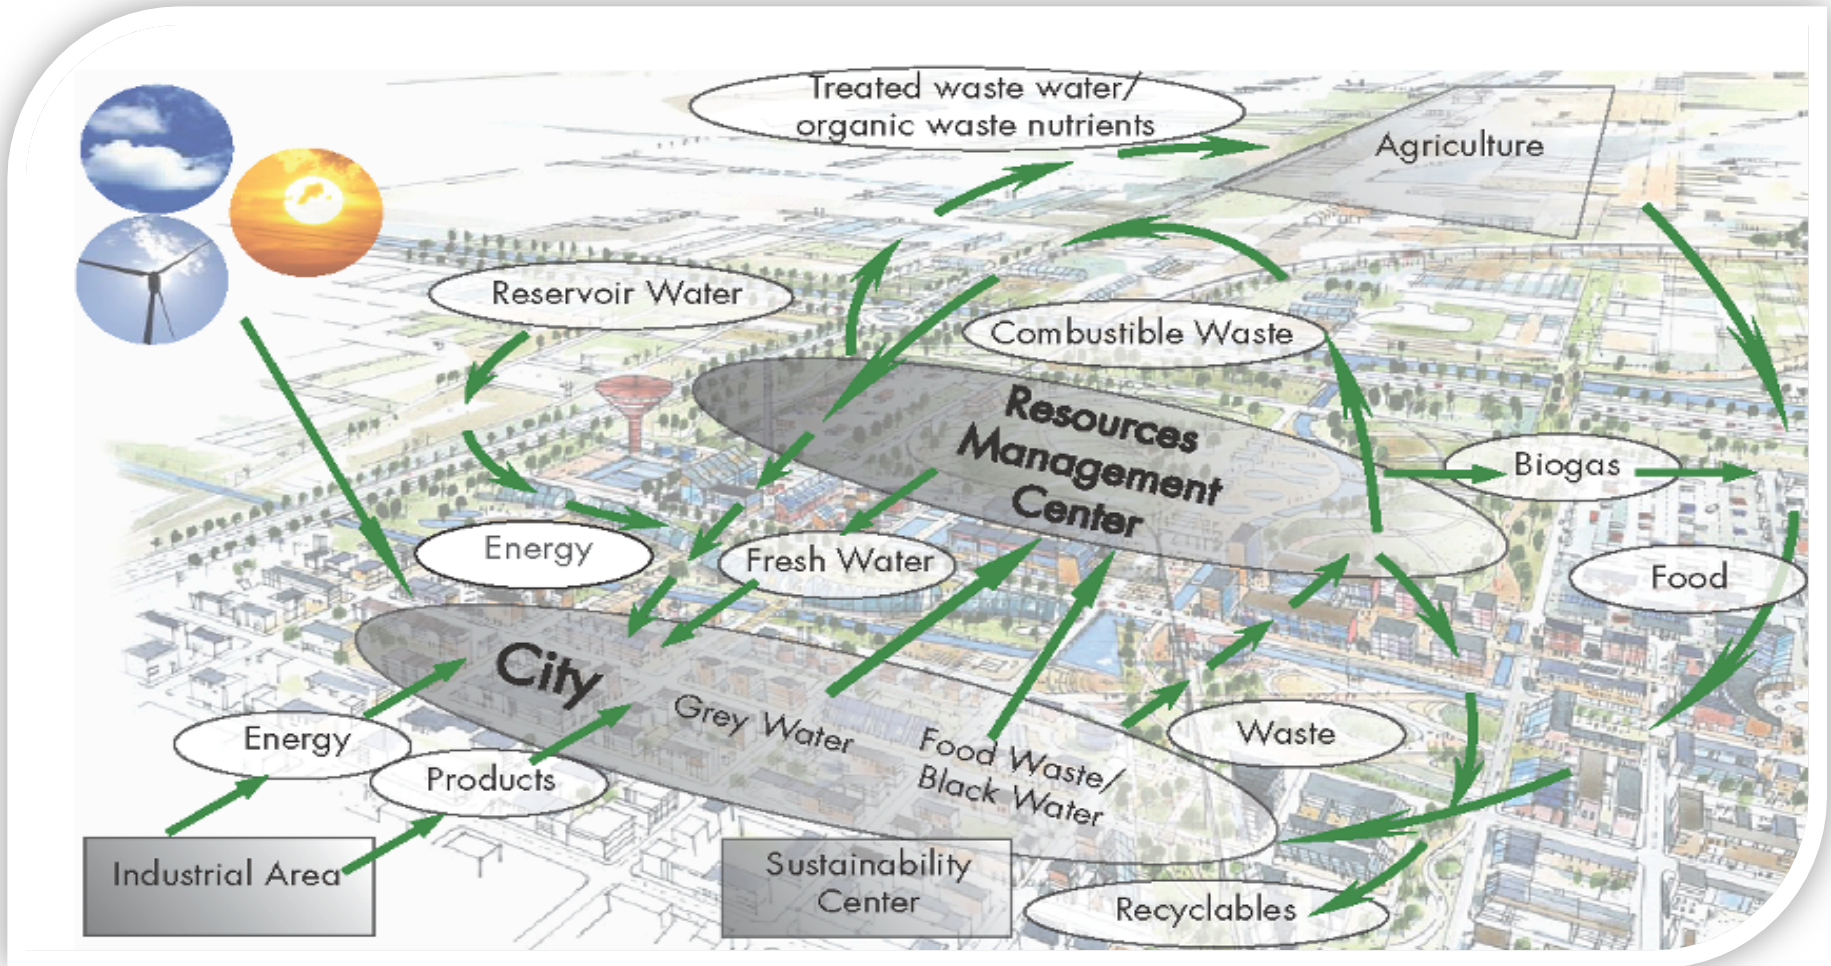 Treated waste water/
organic waste nutrients
Agriculture
Reservoir Water
Combustible Waste
Resources
Management
Center
Biogas
Energy
Fresh Water
Food
City
Grey Water
Food Waste/
Black Water
Waste
Energy
Products
Industrial Area
Sustainability
Center
Recyclables